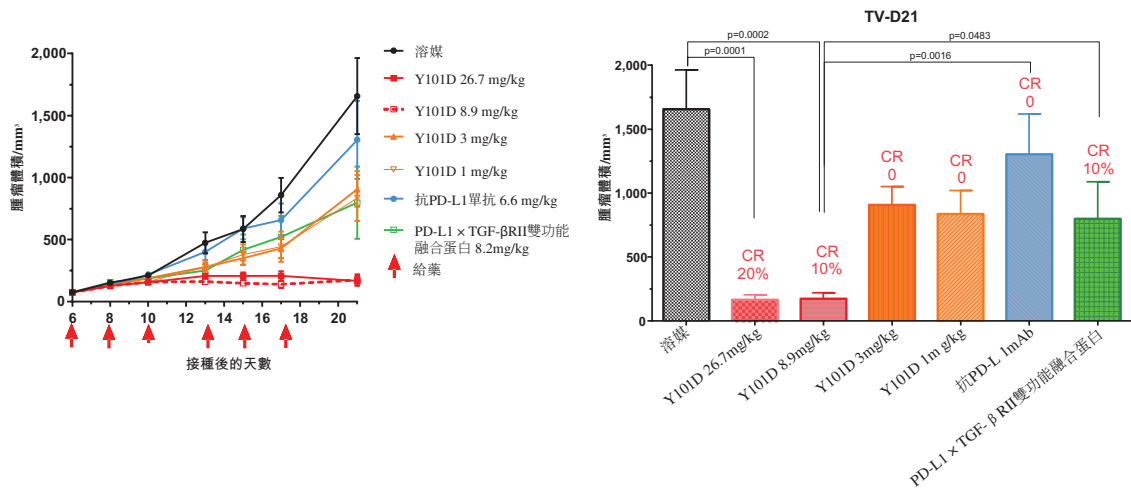 2,000
1,500
1,000
500
0
腫瘤體積/mm³
6 8 10 12 14 16 18 20
接種後的天數
溶媒
Y101D 26.7 mg/kg
Y101D 8.9 mg/kg
Y101D 3 mg/kg
Y101D 1 mg/kg
抗PD-L1單抗 6.6 mg/kg
PD-L1 × TGF-βRII雙功能
融合蛋白 8.2mg/kg
給藥
TV-D21
p=0.0002
p=0.0001
p=0.0483
p=0.0016
2,000
1,500
1,000
500
0
腫瘤體積/mm³
CR
20%
CR
10%
CR
0
CR
0
CR
0
CR
10%
溶媒
Y101D 26.7mg/kg
Y101D 8.9mg/kg
Y101D 3mg/kg
Y101D 1m g/kg
抗PD-L 1mAb
PD-L1 × TGF- β RII雙功能融合蛋白